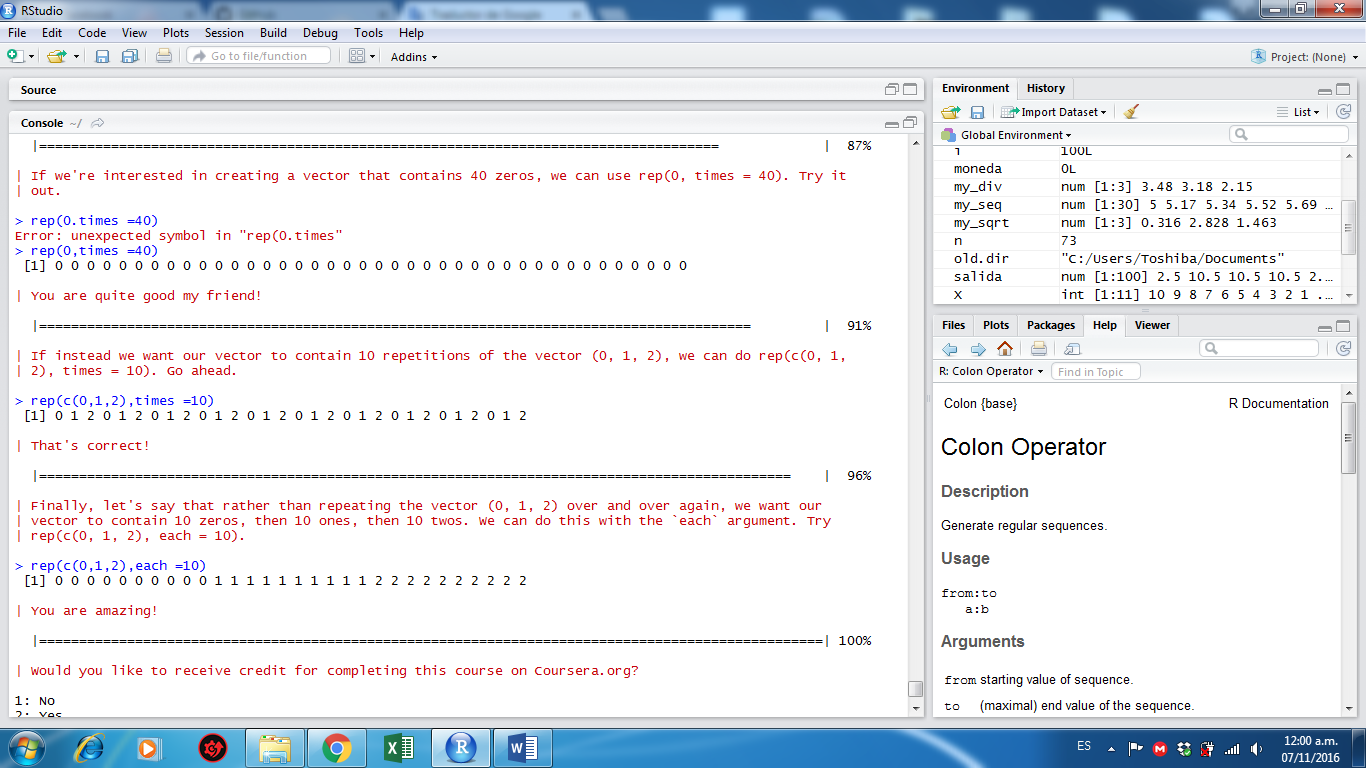 RStudio
File Edit Code View Plots Session Build Debug Tools Help
Go to file/function Addins Project: (None)
Source
Console ~/
|===================================================================================== | 87%
| If we're interested in creating a vector that contains 40 zeros, we can use rep(0, times = 40). Try it
| out.
> rep(0.times =40)
Error: unexpected symbol in "rep(0.times"
> rep(0,times =40)
[1] 0 0 0 0 0 0 0 0 0 0 0 0 0 0 0 0 0 0 0 0 0 0 0 0 0 0 0 0 0 0 0 0 0 0 0 0 0 0 0 0
| You are quite good my friend!
|========================================================================================= | 91%
| If instead we want our vector to contain 10 repetitions of the vector (0, 1, 2), we can do rep(c(0, 1,
| 2), times = 10). Go ahead.
> rep(c(0,1,2),times =10)
[1] 0 1 2 0 1 2 0 1 2 0 1 2 0 1 2 0 1 2 0 1 2 0 1 2 0 1 2 0 1 2
| That's correct!
|============================================================================================== | 96%
| Finally, let's say that rather than repeating the vector (0, 1, 2) over and over again, we want our
| vector to contain 10 zeros, then 10 ones, then 10 twos. We can do this with the `each` argument. Try
| rep(c(0, 1, 2), each = 10).
> rep(c(0,1,2),each =10)
[1] 0 0 0 0 0 0 0 0 0 0 1 1 1 1 1 1 1 1 1 1 2 2 2 2 2 2 2 2 2 2
| You are amazing!
|==================================================================================================| 100%
| Would you like to receive credit for completing this course on Coursera.org?
1: No
2: Yes
Environment History
Import Dataset List
Global Environment
100L
moneda 0L
my_div num [1:3] 3.48 3.18 2.15
my_seq num [1:30] 5 5.17 5.34 5.52 5.69 …
my_sqrt num [1:3] 0.316 2.828 1.463
n 73
old.dir "C:/Users/Toshiba/Documents"
salida num [1:100] 2.5 10.5 10.5 10.5 2.…
X int [1:11] 10 9 8 7 6 5 4 3 2 1 .…
Files Plots Packages Help Viewer
R: Colon Operator Find in Topic
Colon {base} R Documentation
Colon Operator
Description
Generate regular sequences.
Usage
from:to
a:b
Arguments
from starting value of sequence.
to (maximal) end value of the sequence.
ES 12:00 a.m.
07/11/2016